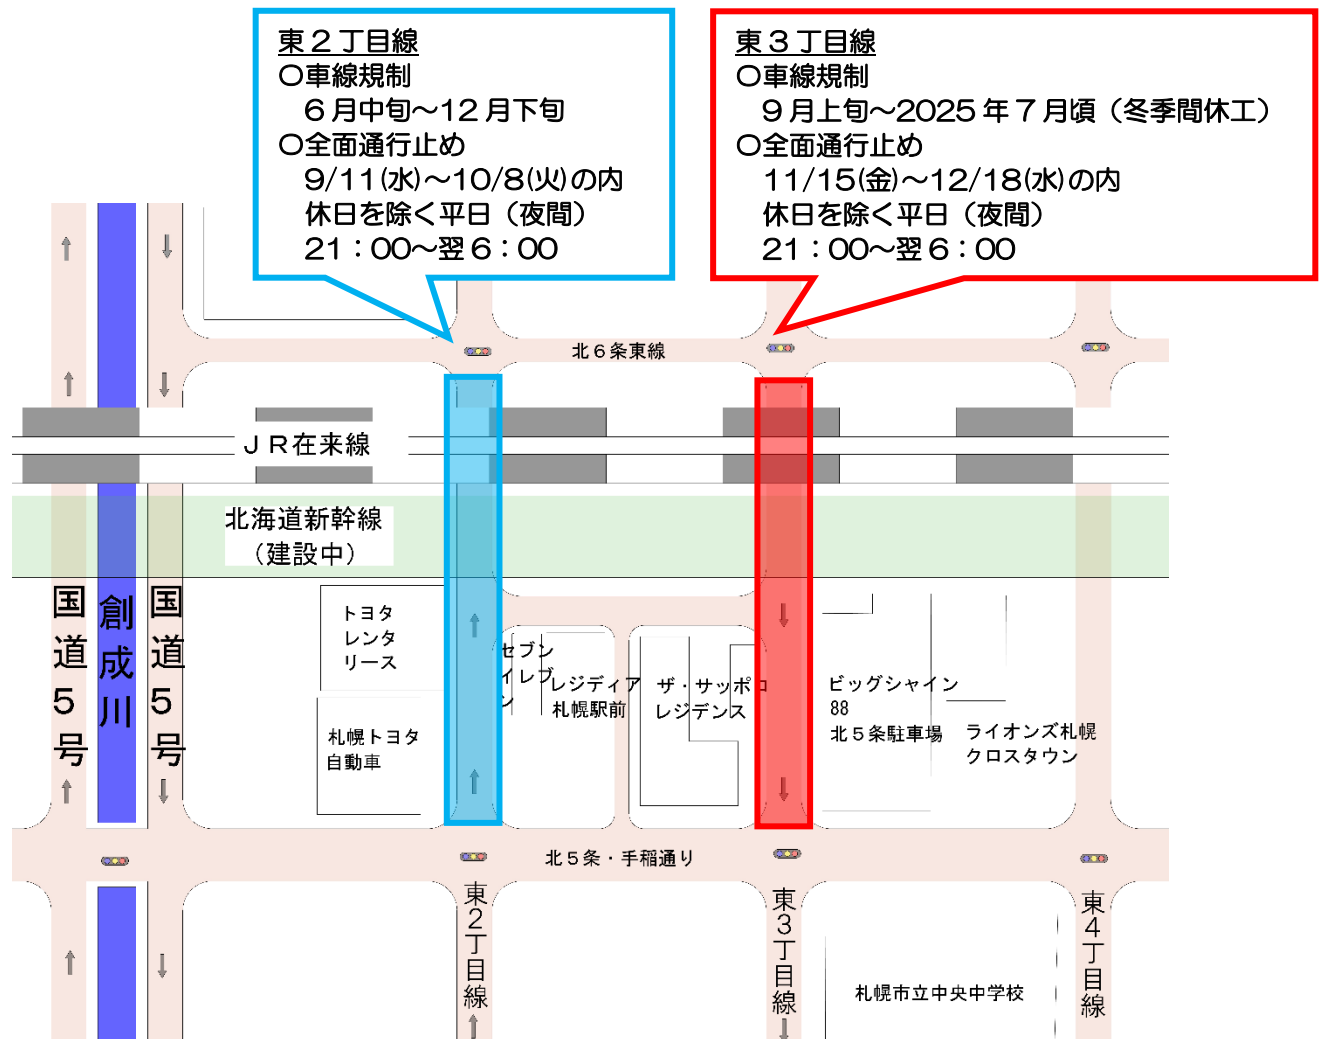 東２丁目線
○車線規制
６月中旬～12月下旬
○全面通行止め
9/11(水)～10/8(火)の内
休日を除く平日（夜間）
21：00～翌6：00
東３丁目線
○車線規制
９月上旬～2025年７月頃（冬季間休工）
○全面通行止め
11/15(金)～12/18(水)の内
休日を除く平日（夜間）
21：00～翌6：00
北６条東線
ＪＲ在来線
北海道新幹線
（建設中）
国道５号
創成川
国道５号
トヨタ
レンタ
リース
札幌トヨタ
自動車
セブン
イレブ
ン
レジディア
札幌駅前
ザ・サッポロ
レジデンス
ビッグシャイン
88
北５条駐車場
ライオンズ札幌
クロスタウン
北５条・手稲通り
東２丁目線
東３丁目線
東４丁目線
札幌市立中央中学校